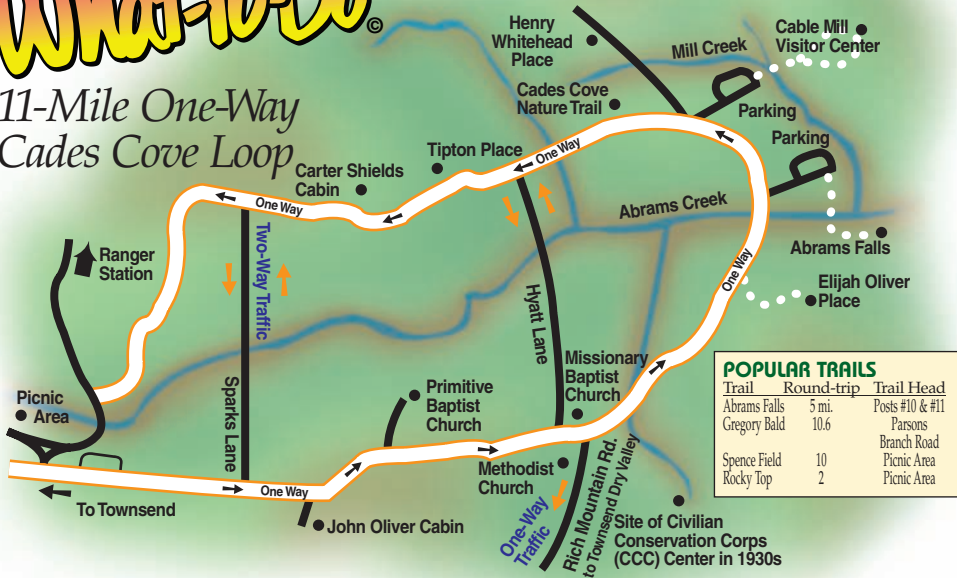 What-To-Do©
11-Mile One-Way
Cades Cove Loop
Henry
Whitehead
Place
Mill Creek
Cable Mill
Visitor Center
Cades Cove
Nature Trail
Parking
Parking
Tipton Place
One Way
Carter Shields
Cabin
One Way
Abrams Creek
Abrams Falls
Ranger
Station
Two-Way Traffic
One Way
Elijah Oliver
Place
Hyatt Lane
Missionary
Baptist
Church
Picnic
Area
Sparks Lane
Primitive
Baptist
Church
POPULAR TRAILS
Trail Round-trip Trail Head
Abrams Falls 5 mi. Posts #10 & #11
Gregory Bald 10.6 Parsons
Branch Road
Spence Field 10 Picnic Area
Rocky Top 2 Picnic Area
Methodist
Church
One Way
To Townsend
John Oliver Cabin
One-Way
Traffic
Rich Mountain Rd.
to Townsend Dry Valley
Site of Civilian
Conservation Corps
(CCC) Center in 1930s